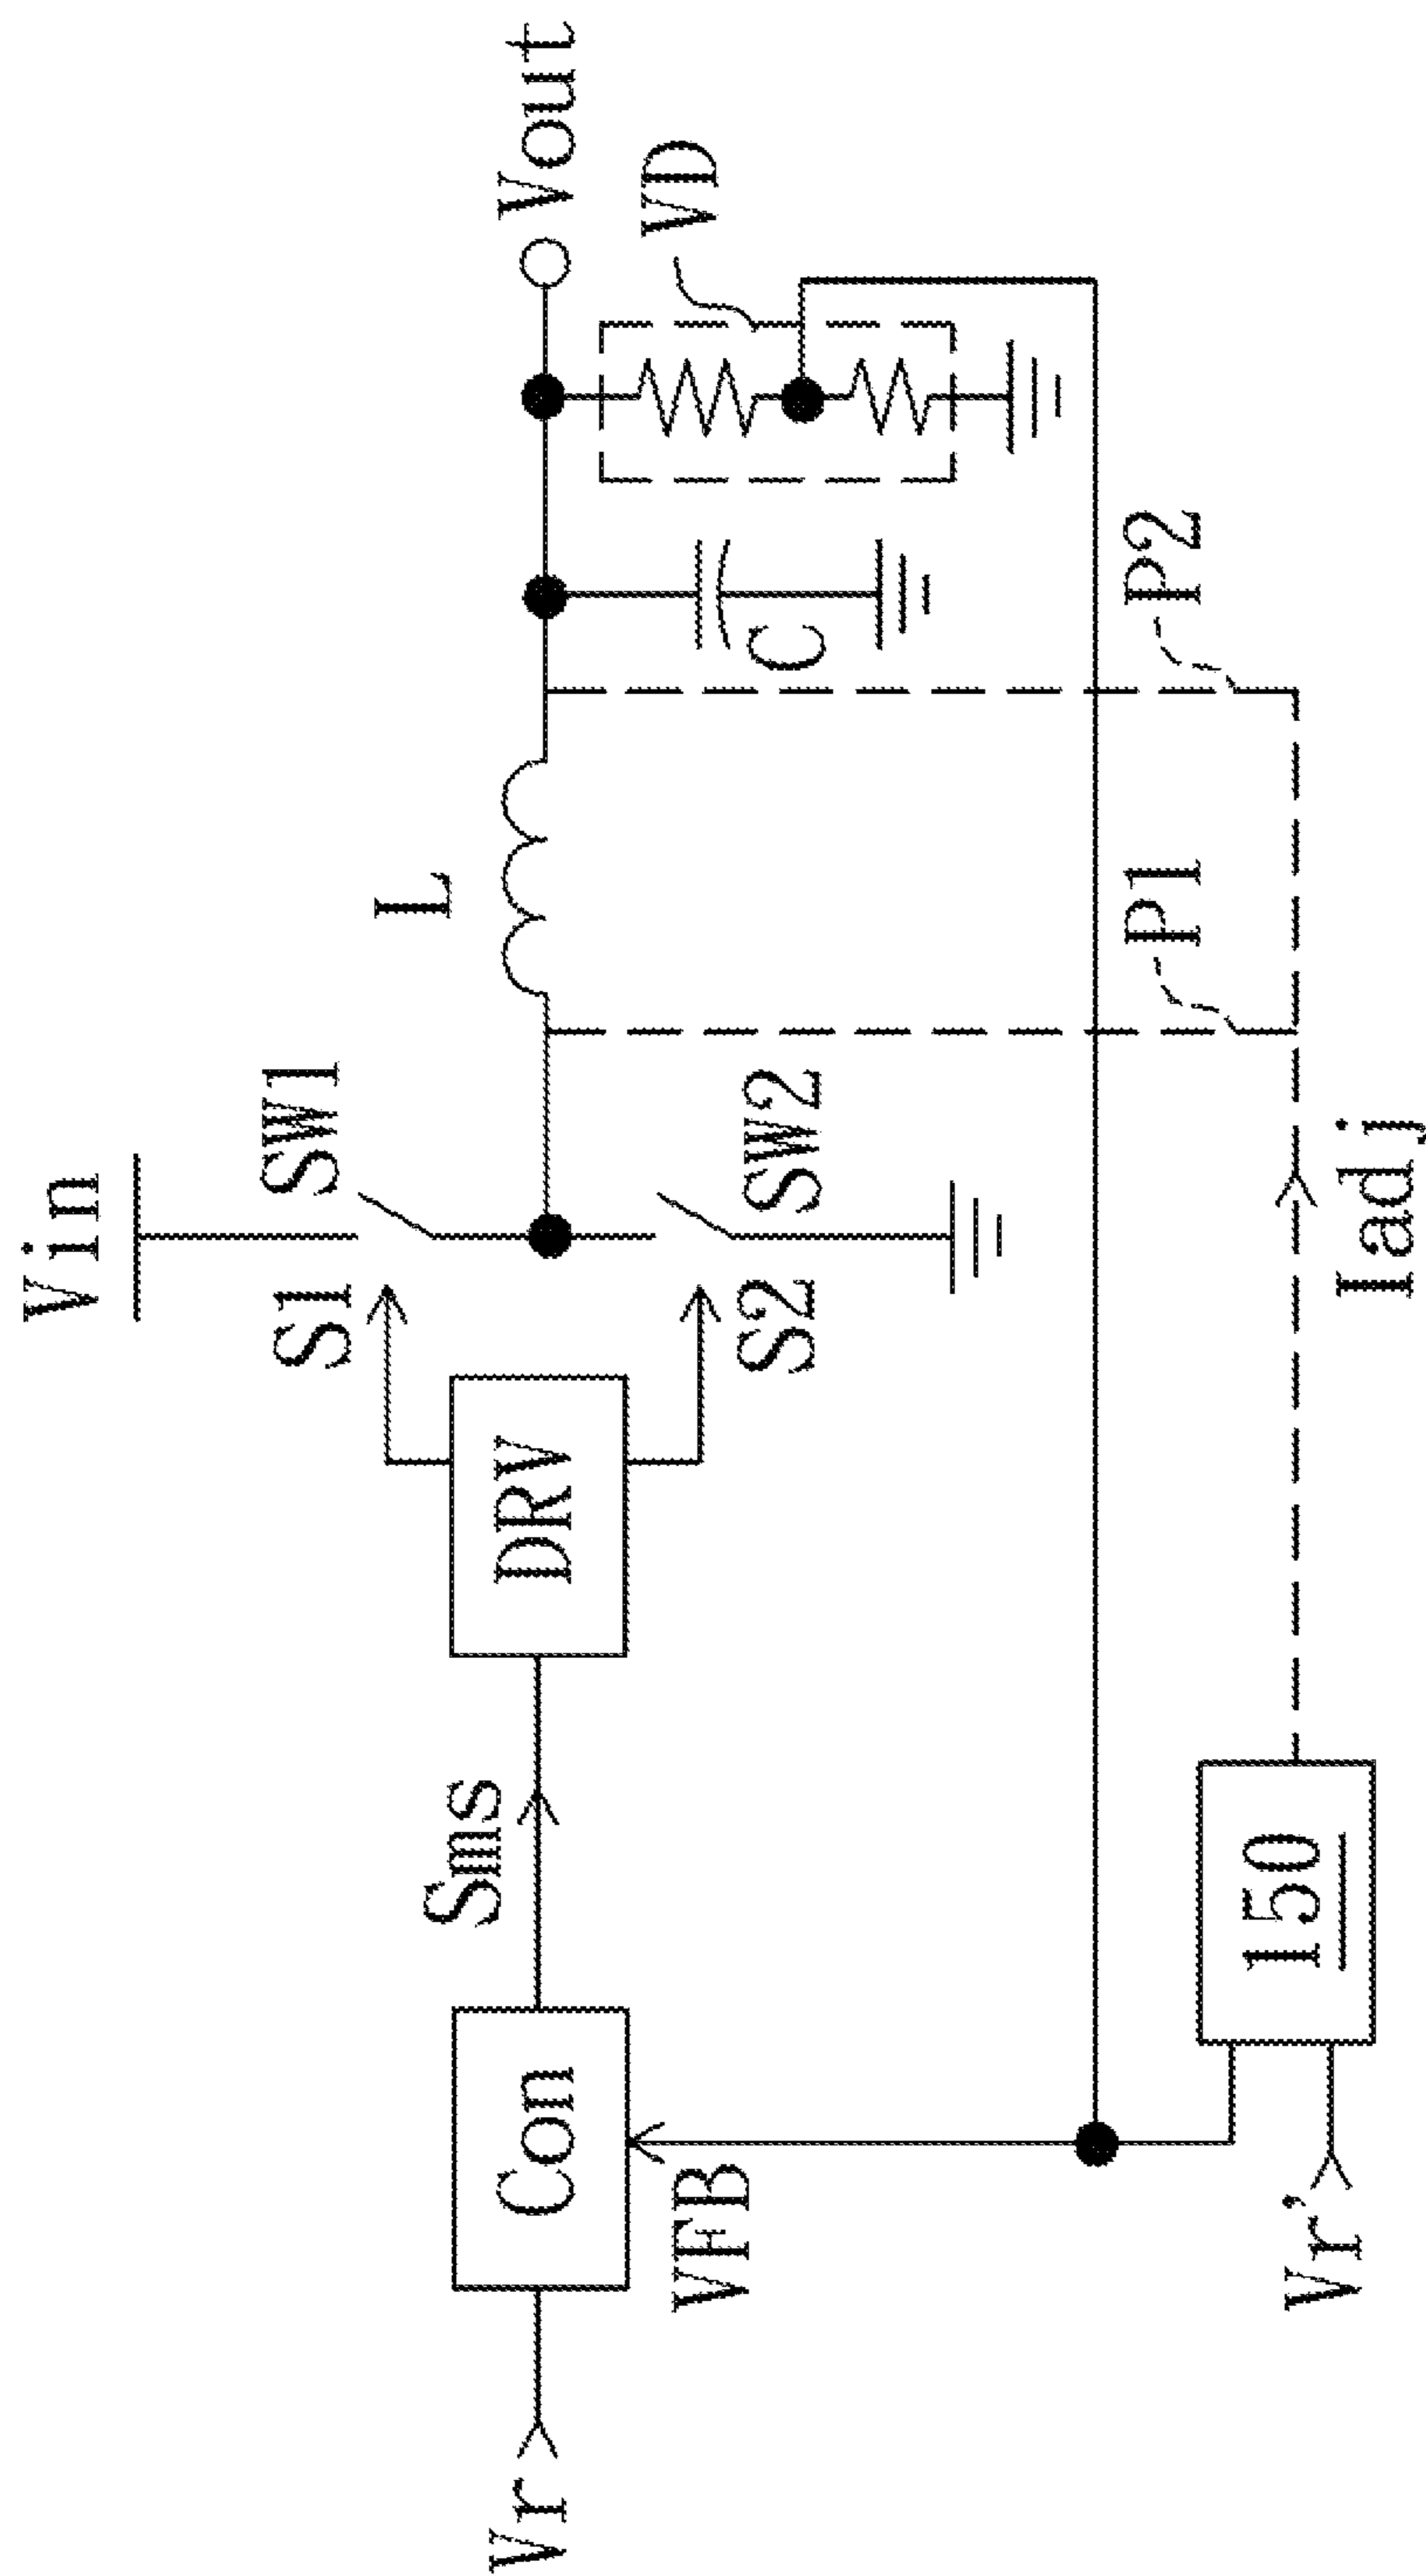 Vin
SW1
S1
L
Vout
Vr
Con
Sms
DRV
VFB
S2
SW2
C
VD
P1
P2
Vr'
150
Iadj